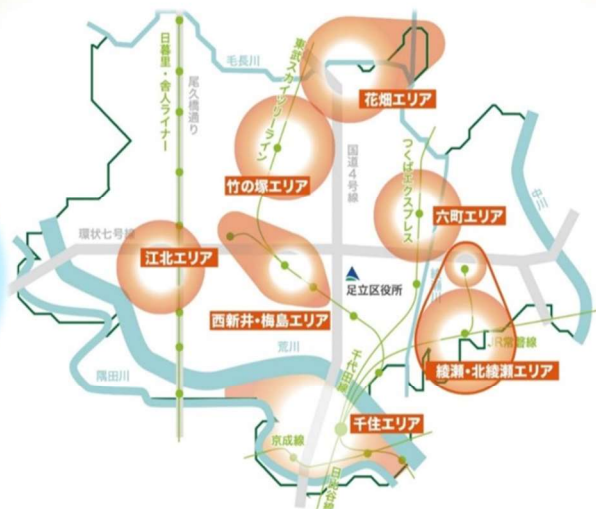 日暮里・舎人ライナー
尾久橋通り
毛長川
東武スカイツリーライン
花畑エリア
国道4号線
つくばエクスプレス
竹の塚エリア
中川
六町エリア
環状七号線
江北エリア
足立区役所
西新井・梅島エリア
荒川
千代田線
JR常磐線
綾瀬・北綾瀬エリア
隅田川
千住エリア
京成線
日比谷線